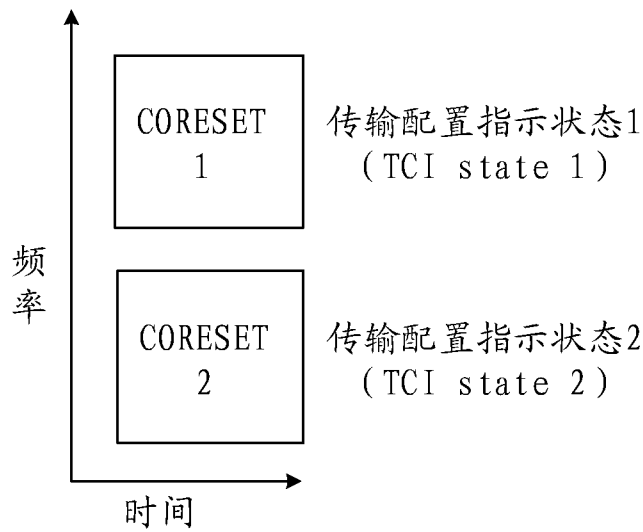 CORESET
1
传输配置指示状态1
(TCI state 1)
频率
CORESET
2
传输配置指示状态2
(TCI state 2)
时间